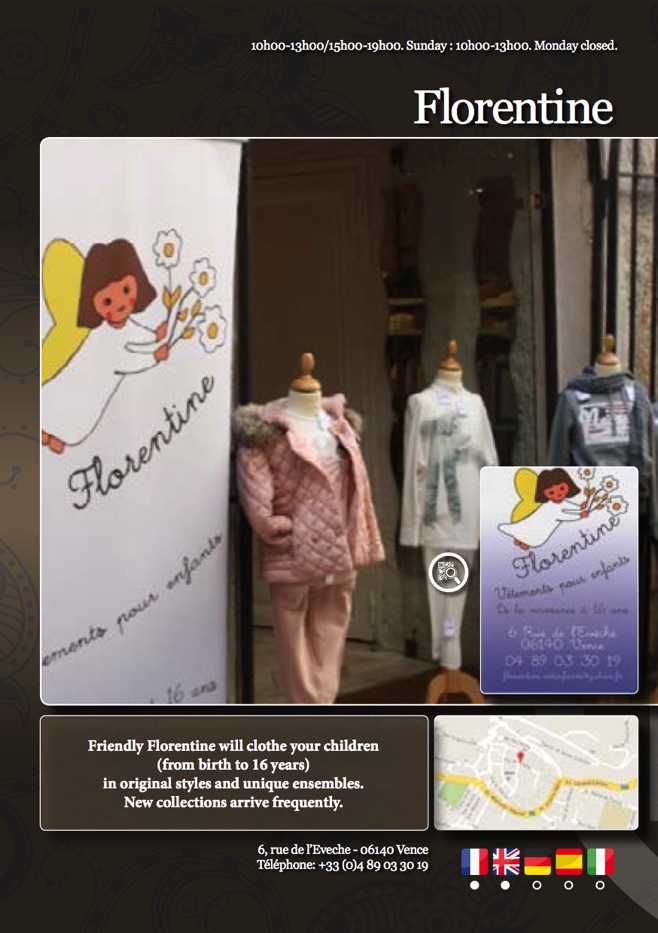 10h00-13h00/15h00-19h00. Sunday : 10h00-13h00. Monday closed.
Florentine
Florentine
ements pour enfants
16 ans
Florentine
Vêtements pour enfants
De la naissance à 16 ans
6 Rue de l'Evêché
06140 Vence
04 89 03 30 19
Friendly Florentine will clothe your children
(from birth to 16 years)
in original styles and unique ensembles.
New collections arrive frequently.
6, rue de l'Eveche - 06140 Vence
Téléphone: +33 (0)4 89 03 30 19